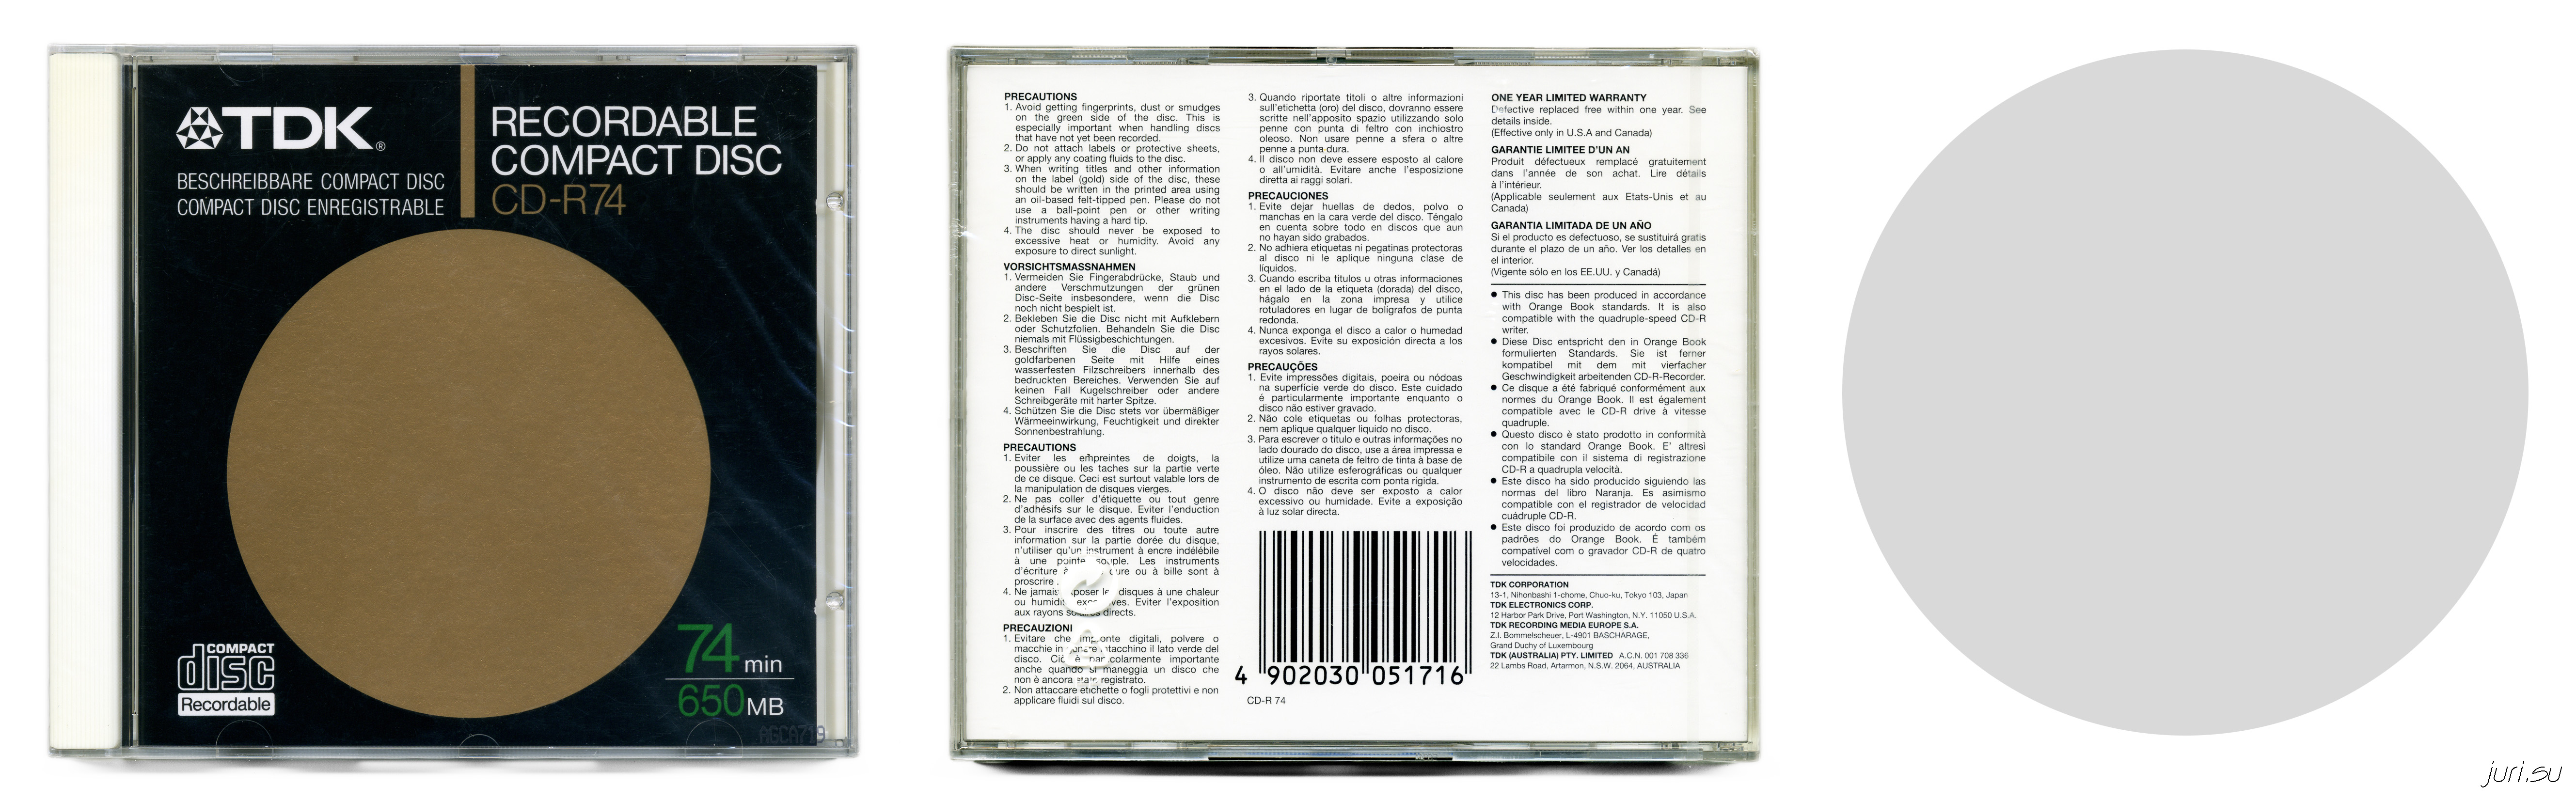 TDK®
BESCHREIBBARE COMPACT DISC
COMPACT DISC ENREGISTRABLE
RECORDABLE
COMPACT DISC
CD-R74
COMPACT
disc
Recordable
74 min
650MB
AGCA719
PRECAUTIONS
1. Avoid getting fingerprints, dust or smudges
on the green side of the disc. This is
especially important when handling discs
that have not yet been recorded.
2. Do not attach labels or protective sheets,
or apply any coating fluids to the disc.
3. When writing titles and other information
on the label (gold) side of the disc, these
should be written in the printed area using
an oil-based felt-tipped pen. Please do not
use a ball-point pen or other writing
instruments having a hard tip.
4. The disc should never be exposed to
excessive heat or humidity. Avoid any
exposure to direct sunlight.
VORSICHTSMASSNAHMEN
1. Vermeiden Sie Fingerabdrücke, Staub und
andere Verschmutzungen der grünen
Disc-Seite insbesondere, wenn die Disc
noch nicht bespielt ist.
2. Bekleben Sie die Disc nicht mit Aufklebern
oder Schutzfolien. Behandeln Sie die Disc
niemals mit Flüssigbeschichtungen.
3. Beschriften Sie die Disc auf der
goldfarbenen Seite mit Hilfe eines
wasserfesten Filzschreibers innerhalb des
bedruckten Bereiches. Verwenden Sie auf
keinen Fall Kugelschreiber oder andere
Schreibgeräte mit harter Spitze.
4. Schützen Sie die Disc stets vor übermäßiger
Wärmeeinwirkung, Feuchtigkeit und direkter
Sonnenbestrahlung.
PRECAUTIONS
1. Eviter les empreintes de doigts, la
poussière ou les taches sur la partie verte
de ce disque. Ceci est surtout valable lors de
la manipulation de disques vierges.
2. Ne pas coller d'étiquette ou tout genre
d'adhésifs sur le disque. Eviter l'enduction
de la surface avec des agents fluides.
3. Pour inscrire des titres ou toute autre
information sur la partie dorée du disque,
n'utiliser qu'un instrument à encre indélébile
à une pointe souple. Les instruments
d'écriture à ou à bille sont à
proscrire.
4. Ne jamais disques à une chaleur
ou Eviter l'exposition
aux rayons solaires directs.
PRECAUZIONI
1. Evitare che impronte digitali, polvere o
macchie in intacchino il lato verde del
disco. Ciò è particolarmente importante
anche quando si maneggia un disco che
non è ancora stato registrato.
2. Non attaccare etichette o fogli protettivi e non
applicare fluidi sul disco.
3. Quando riportate titoli o altre informazioni
sull'etichetta (oro) del disco, dovranno essere
scritte nell'apposito spazio utilizzando solo
penne con punta di feltro con inchiostro
oleoso. Non usare penne a sfera o altre
penne a punta dura.
4. Il disco non deve essere esposto al calore
o all'umidità. Evitare anche l'esposizione
diretta ai raggi solari.
PRECAUCIONES
1. Evite dejar huellas de dedos, polvo o
manchas en la cara verde del disco. Téngalo
en cuenta sobre todo en discos que aun
no hayan sido grabados.
2. No adhiera etiquetas ni pegatinas protectoras
al disco ni le aplique ninguna clase de
líquidos.
3. Cuando escriba titulos u otras informaciones
en el lado de la etiqueta (dorada) del disco,
hágalo en la zona impresa y utilice
rotuladores en lugar de bolígrafos de punta
redonda.
4. Nunca exponga el disco a calor o humedad
excesivos. Evite su exposición directa a los
rayos solares.
PRECAUÇÕES
1. Evite impressões digitais, poeira ou nódoas
na superfície verde do disco. Este cuidado
é particularmente importante enquanto o
disco não estiver gravado.
2. Não cole etiquetas ou folhas protectoras,
nem aplique qualquer liquido no disco.
3. Para escrever o titulo e outras informações no
lado dourado do disco, use a área impressa e
utilize uma caneta de feltro de tinta à base de
óleo. Não utilize esferográficas ou qualquer
instrumento de escrita com ponta rígida.
4. O disco não deve ser exposto a calor
excessivo ou humidade. Evite a exposição
à luz solar directa.
4 902030 051716
CD-R 74
ONE YEAR LIMITED WARRANTY
Defective replaced free within one year. See
details inside.
(Effective only in U.S.A and Canada)
GARANTIE LIMITEE D'UN AN
Produit défectueux remplacé gratuitement
dans l'année de son achat. Lire détails
à l'intérieur.
(Applicable seulement aux Etats-Unis et au
Canada)
GARANTIA LIMITADA DE UN AÑO
Si el producto es defectuoso, se sustituirá gratis
durante el plazo de un año. Ver los detalles en
el interior.
(Vigente sólo en los EE.UU. y Canadá)
● This disc has been produced in accordance
with Orange Book standards. It is also
compatible with the quadruple-speed CD-R
writer.
● Diese Disc entspricht den in Orange Book
formulierten Standards. Sie ist ferner
kompatibel mit dem mit vierfacher
Geschwindigkeit arbeitenden CD-R-Recorder.
● Ce disque a été fabriqué conformément aux
normes du Orange Book. Il est également
compatible avec le CD-R drive à vitesse
quadruple.
● Questo disco è stato prodotto in conformità
con lo standard Orange Book. E' altresì
compatibile con il sistema di registrazione
CD-R a quadrupla velocità.
● Este disco ha sido producido siguiendo las
normas del libro Naranja. Es asimismo
compatible con el registrador de velocidad
cuádruple CD-R.
● Este disco foi produzido de acordo com os
padrões do Orange Book. É também
compatível com o gravador CD-R de quatro
velocidades.
TDK CORPORATION
13-1, Nihonbashi 1-chome, Chuo-ku, Tokyo 103, Japan
TDK ELECTRONICS CORP.
12 Harbor Park Drive, Port Washington, N.Y. 11050 U.S.A.
TDK RECORDING MEDIA EUROPE S.A.
Z.I. Bommelscheuer, L-4901 BASCHARAGE,
Grand Duchy of Luxembourg
TDK (AUSTRALIA) PTY. LIMITED A.C.N. 001 708 336
22 Lambs Road, Artarmon, N.S.W. 2064, AUSTRALIA
juri.su